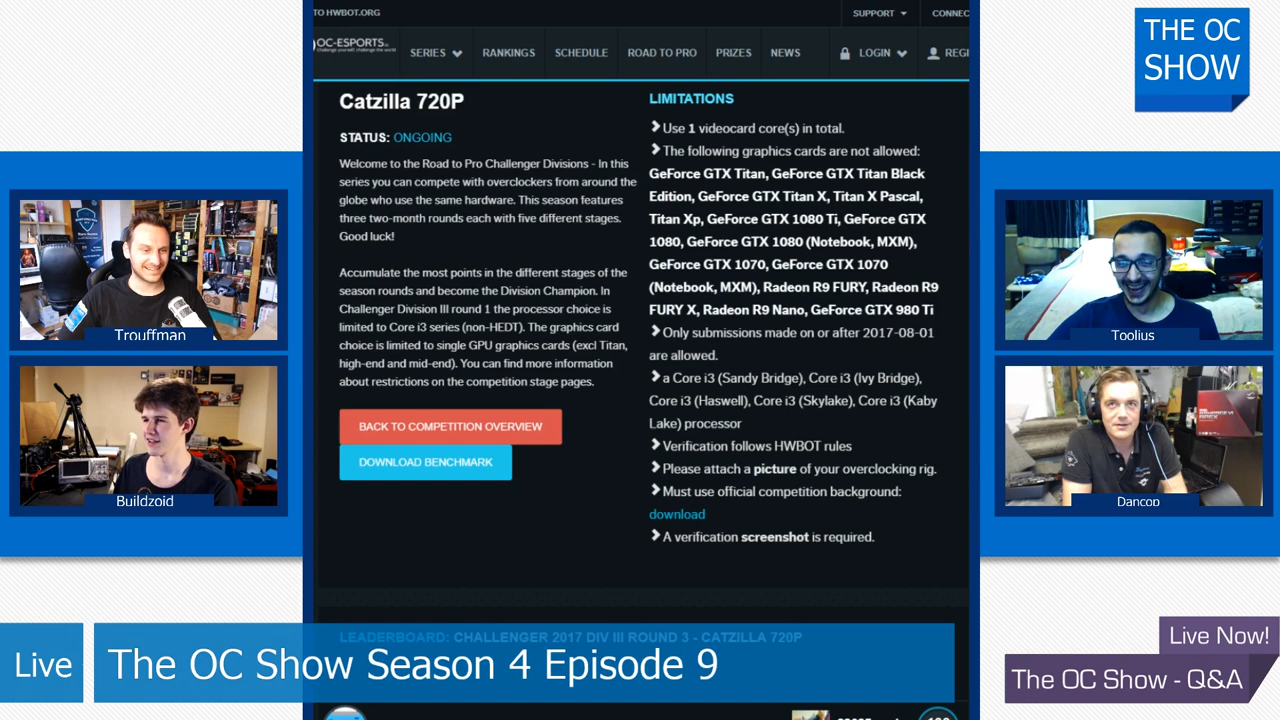 TO HWBOT.ORG
SUPPORT
CONNEC
OC-ESPORTS
SERIES
RANKINGS
SCHEDULE
ROAD TO PRO
PRIZES
NEWS
LOGIN
REGI
THE OC
SHOW
Catzilla 720P
STATUS: ONGOING
Welcome to the Road to Pro Challenger Divisions - In this
series you can compete with overclockers from around the
globe who use the same hardware. This season features
three two-month rounds each with five different stages.
Good luck!
Accumulate the most points in the different stages of the
season rounds and become the Division Champion. In
Challenger Division III round 1 the processor choice is
limited to Core i3 series (non-HEDT). The graphics card
choice is limited to single GPU graphics cards (excl Titan,
high-end and mid-end). You can find more information
about restrictions on the competition stage pages.
BACK TO COMPETITION OVERVIEW
DOWNLOAD BENCHMARK
LIMITATIONS
Use 1 videocard core(s) in total.
The following graphics cards are not allowed:
GeForce GTX Titan, GeForce GTX Titan Black
Edition, GeForce GTX Titan X, Titan X Pascal,
Titan Xp, GeForce GTX 1080 Ti, GeForce GTX
1080, GeForce GTX 1080 (Notebook, MXM),
GeForce GTX 1070, GeForce GTX 1070
(Notebook, MXM), Radeon R9 FURY, Radeon R9
FURY X, Radeon R9 Nano, GeForce GTX 980 Ti
Only submissions made on or after 2017-08-01
are allowed.
a Core i3 (Sandy Bridge), Core i3 (Ivy Bridge),
Core i3 (Haswell), Core i3 (Skylake), Core i3 (Kaby
Lake) processor
Verification follows HWBOT rules
Please attach a picture of your overclocking rig.
Must use official competition background:
download
A verification screenshot is required.
Trouffman
Buildzoid
Toolius
Dancop
LEADERBOARD: CHALLENGER 2017 DIV III ROUND 3 - CATZILLA 720P
Live
The OC Show Season 4 Episode 9
Live Now!
The OC Show - Q&A